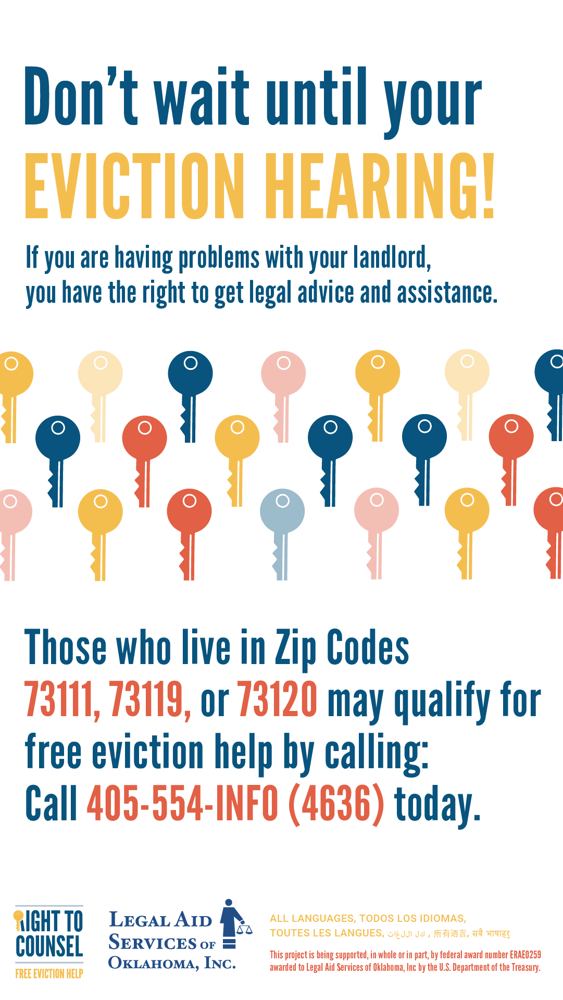 Don't wait until your
EVICTION HEARING!
If you are having problems with your landlord,
you have the right to get legal advice and assistance.
Those who live in Zip Codes
73111, 73119, or 73120 may qualify for
free eviction help by calling:
Call 405-554-INFO (4636) today.
RIGHT TO
COUNSEL
FREE EVICTION HELP
LEGAL AID
SERVICES OF
OKLAHOMA, INC.
ALL LANGUAGES, TODOS LOS IDIOMAS,
TOUTES LES LANGUES, ك ل ا ل ل غ ا ت , 所有语言, सबै भाषाहरु
This project is being supported, in whole or in part, by federal award number ERAE0259
awarded to Legal Aid Services of Oklahoma, Inc by the U.S. Department of the Treasury.